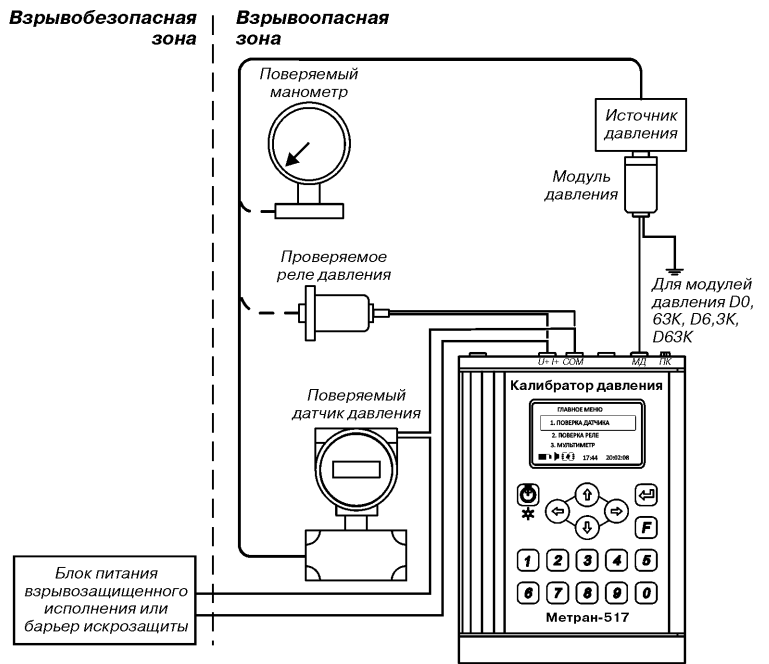 Взрывобезопасная
зона
Взрывоопасная
зона
Поверяемый
манометр
Источник
давления
Модуль
давления
Проверяемое
реле давления
Для модулей
давления D0,
63К, D6,3К,
D63К
U+
I+
COM
МД
ПК
Калибратор давления
Поверяемый
датчик давления
ГЛАВНОЕ МЕНЮ
1. ПОВЕРКА ДАТЧИКА
2. ПОВЕРКА РЕЛЕ
3. МУЛЬТИМЕТР
17:44 20:02:08
F
1 2 3 4 5
6 7 8 9 0
Метран-517
Блок питания
взрывозащищенного
исполнения или
барьер искрозащиты